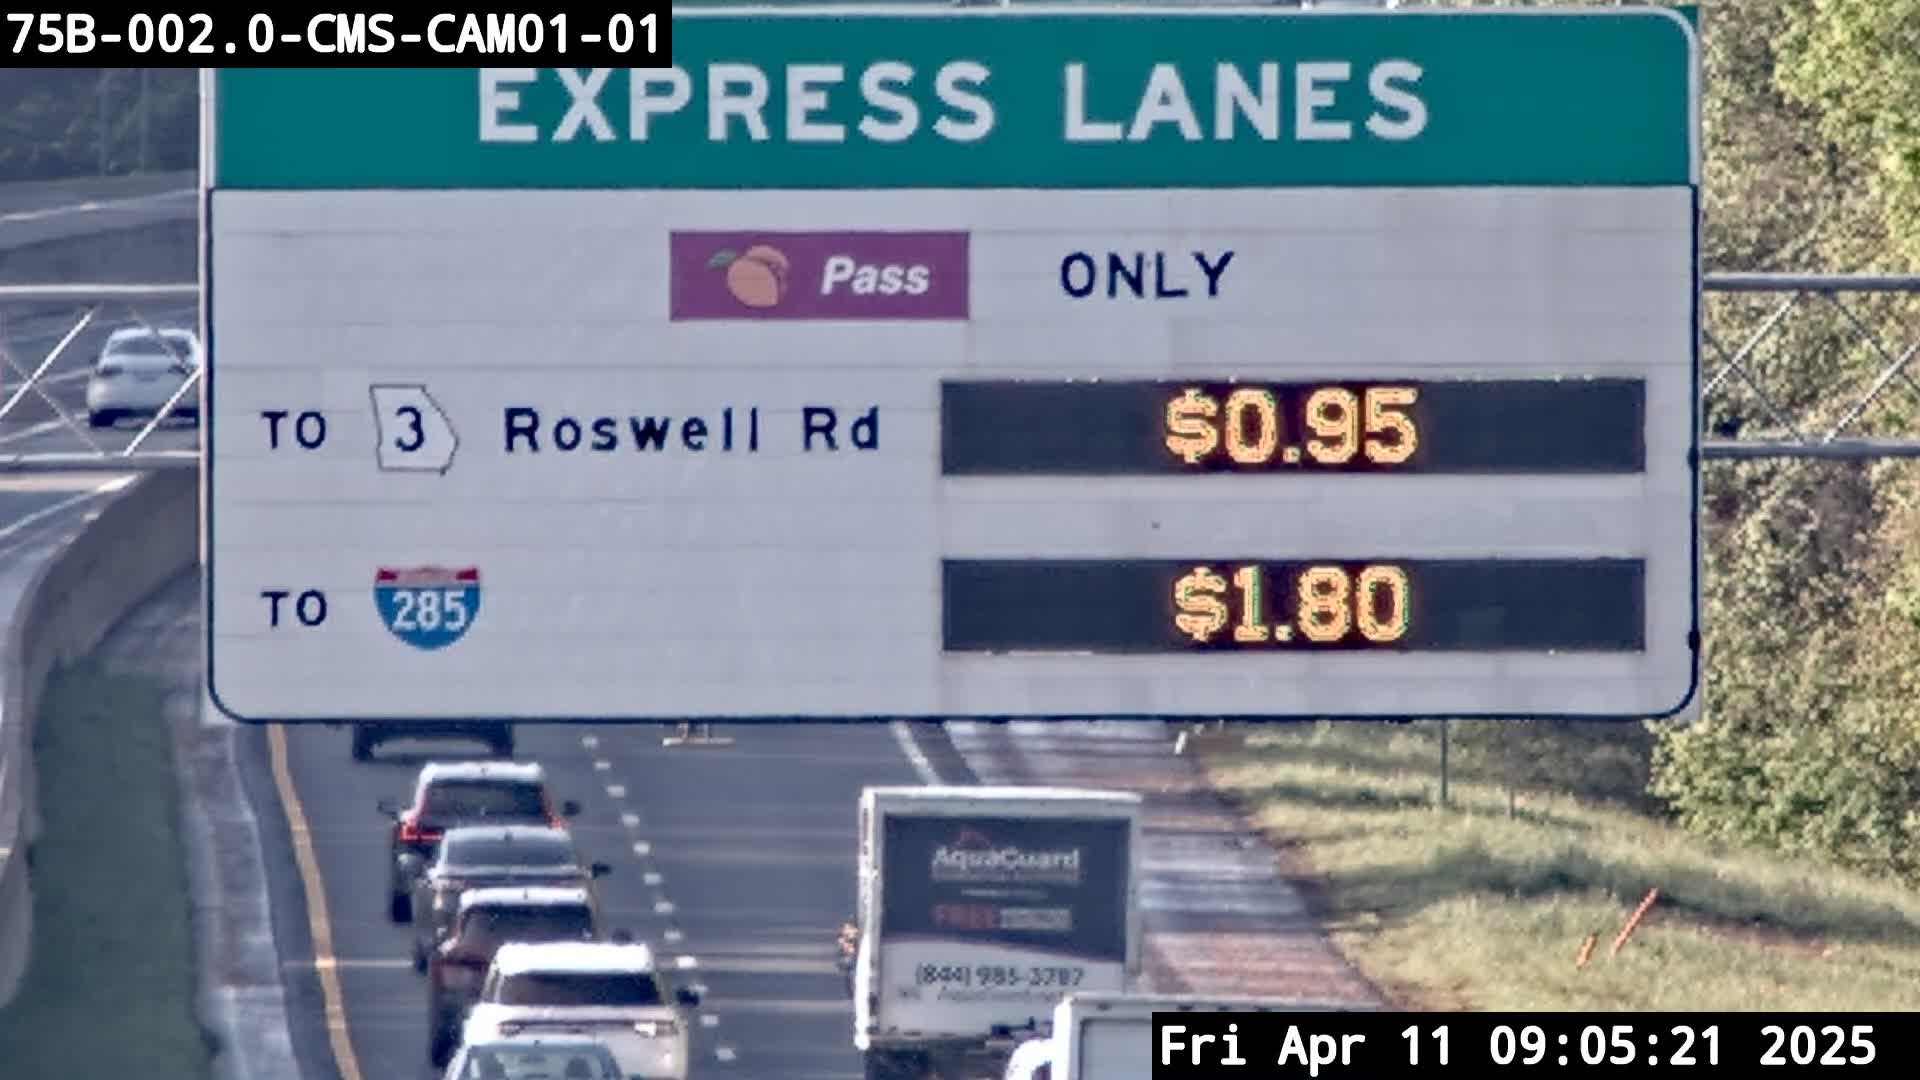 75B-002.0-CMS-CAM01-01
EXPRESS LANES
Pass ONLY
TO 3 Roswell Rd $0.95
TO 285 $1.80
AquaGuard
FREE
(844) 985-3787
Fri Apr 11 09:05:21 2025